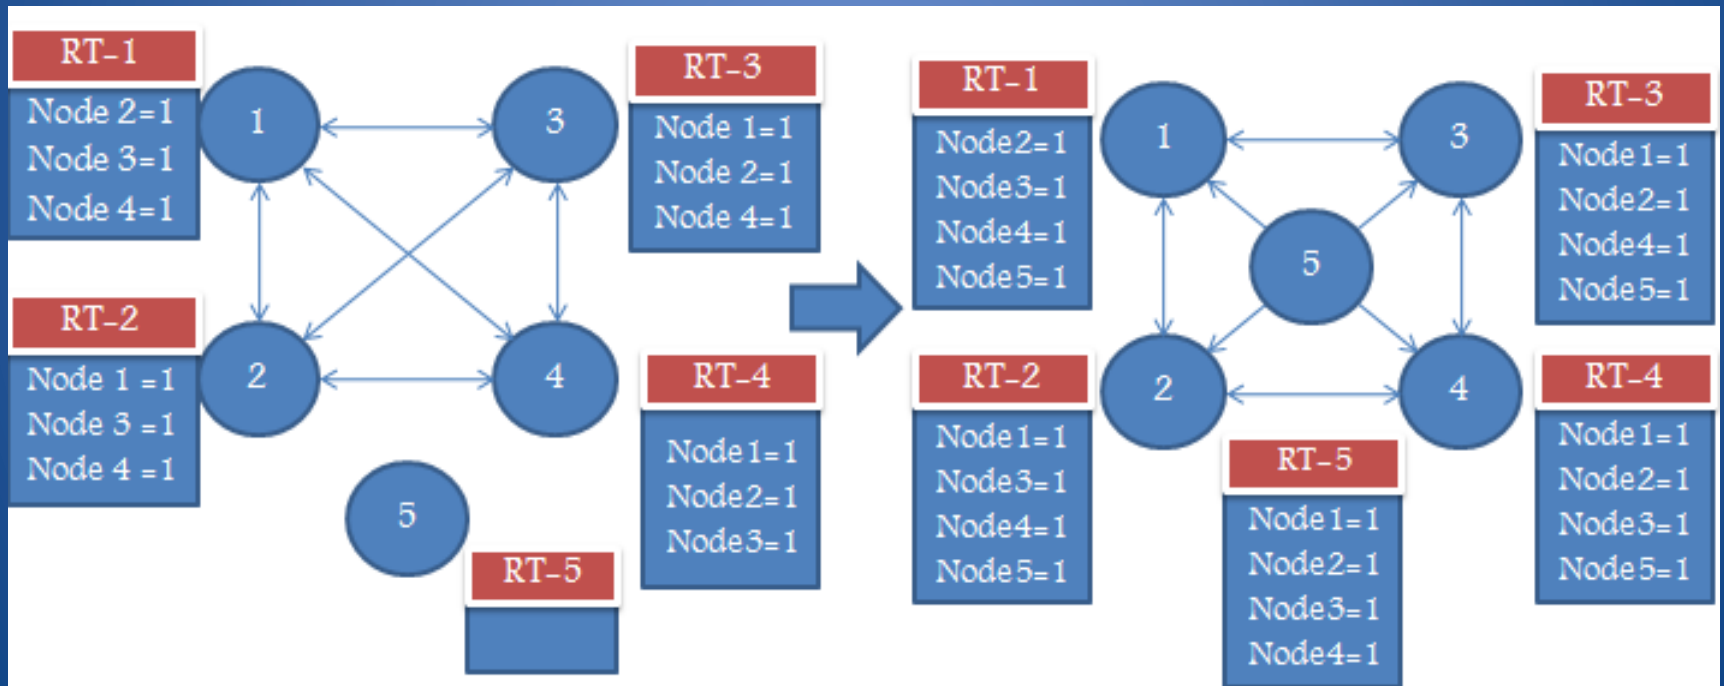 RT-1
Node 2=1
Node 3=1
Node 4=1
1
3
RT-3
Node 1=1
Node 2=1
Node 4=1
RT-2
Node 1 =1
Node 3 =1
Node 4 =1
2
4
RT-4
Node1=1
Node2=1
Node3=1
5
RT-5
RT-1
Node2=1
Node3=1
Node4=1
Node5=1
1
3
RT-3
Node1=1
Node2=1
Node4=1
Node5=1
5
RT-2
Node1=1
Node3=1
Node4=1
Node5=1
2
4
RT-4
Node1=1
Node2=1
Node3=1
Node5=1
RT-5
Node1=1
Node2=1
Node3=1
Node4=1